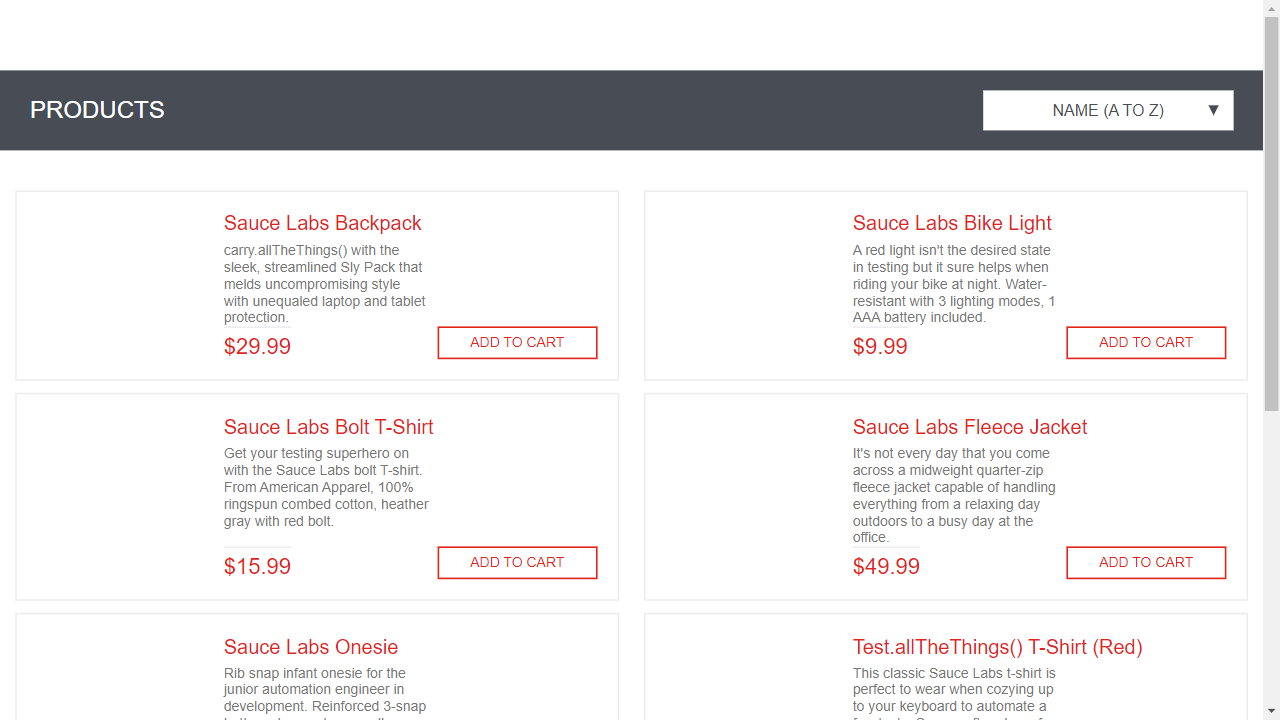 PRODUCTS
NAME (A TO Z) ▼
Sauce Labs Backpack
carry.allTheThings() with the
sleek, streamlined Sly Pack that
melds uncompromising style
with unequaled laptop and tablet
protection.
$29.99
ADD TO CART
Sauce Labs Bike Light
A red light isn't the desired state
in testing but it sure helps when
riding your bike at night. Water-
resistant with 3 lighting modes, 1
AAA battery included.
$9.99
ADD TO CART
Sauce Labs Bolt T-Shirt
Get your testing superhero on
with the Sauce Labs bolt T-shirt.
From American Apparel, 100%
ringspun combed cotton, heather
gray with red bolt.
$15.99
ADD TO CART
Sauce Labs Fleece Jacket
It's not every day that you come
across a midweight quarter-zip
fleece jacket capable of handling
everything from a relaxing day
outdoors to a busy day at the
office.
$49.99
ADD TO CART
Sauce Labs Onesie
Rib snap infant onesie for the
junior automation engineer in
development. Reinforced 3-snap
Test.allTheThings() T-Shirt (Red)
This classic Sauce Labs t-shirt is
perfect to wear when cozying up
to your keyboard to automate a